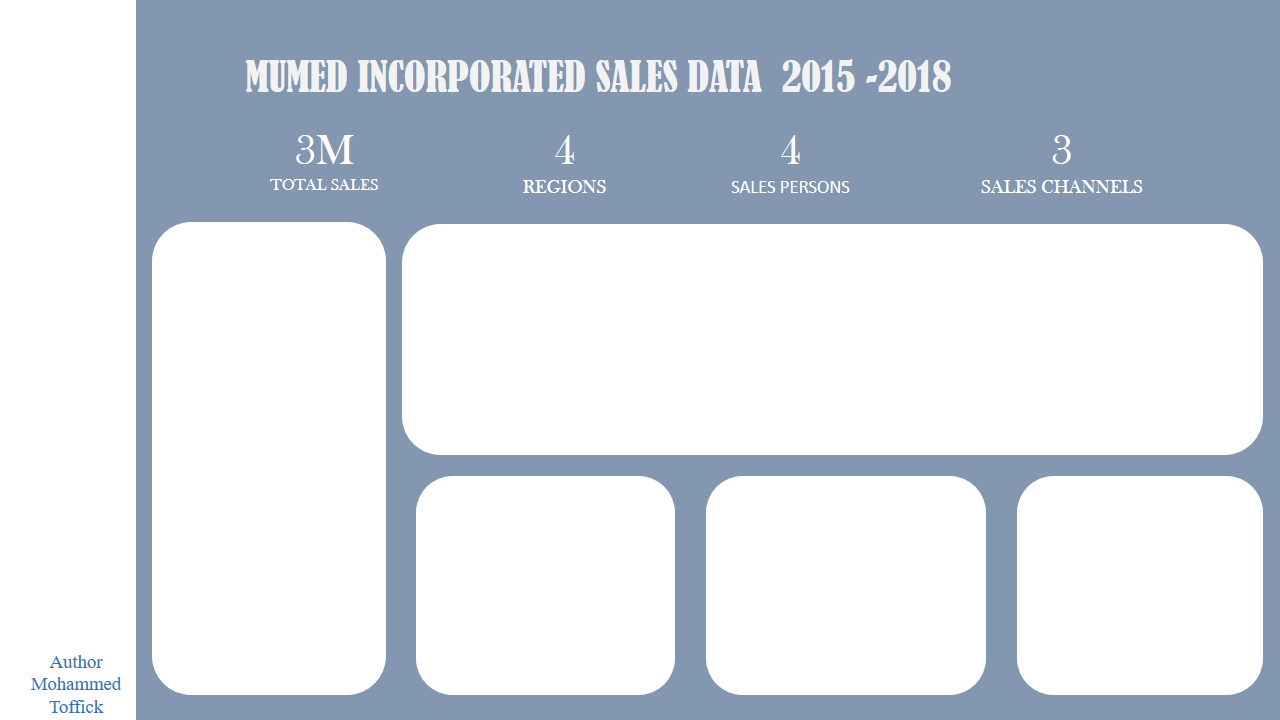 MUMED INCORPORATED SALES DATA  2015 -2018
3M
4
4
3
TOTAL SALES
REGIONS
SALES PERSONS
SALES CHANNELS
Author
Mohammed
Toffick